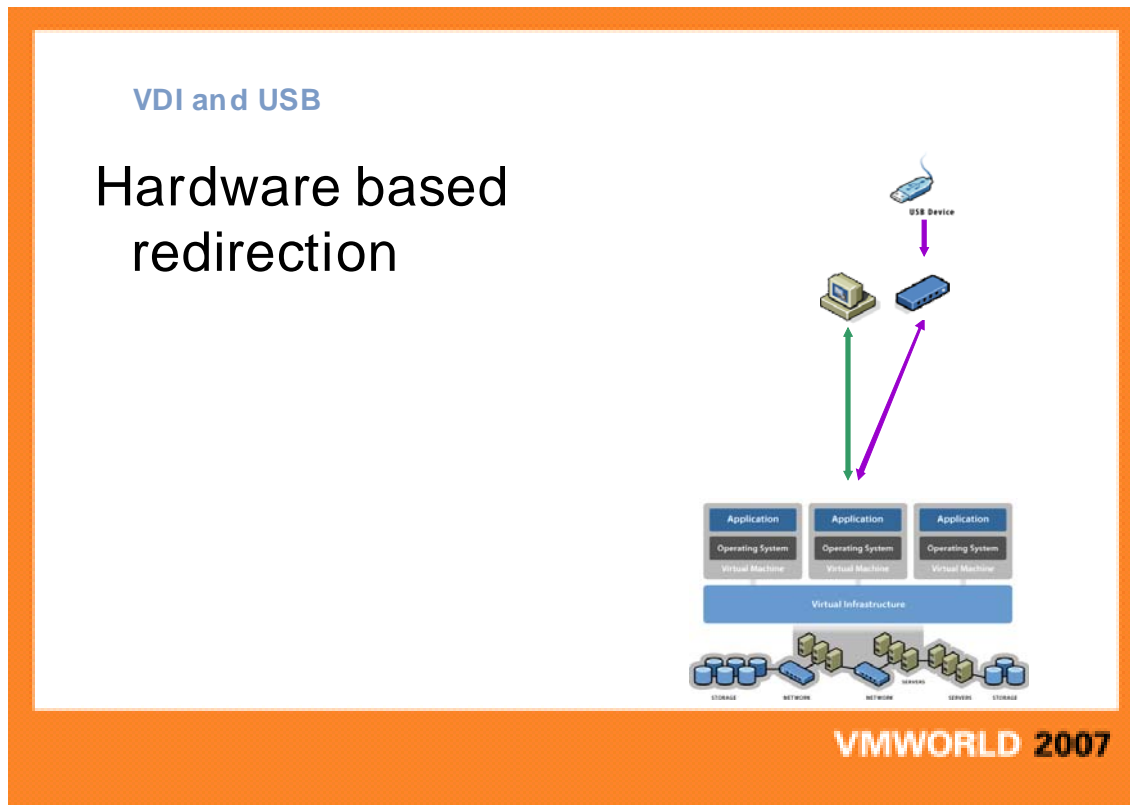 VDI and USB
Hardware based
redirection
USB Device
Application Application Application
Operating System Operating System Operating System
Virtual Machine Virtual Machine Virtual Machine
Virtual Infrastructure
SERVERS
STORAGE NETWORK NETWORK SERVERS STORAGE
VMWORLD 2007